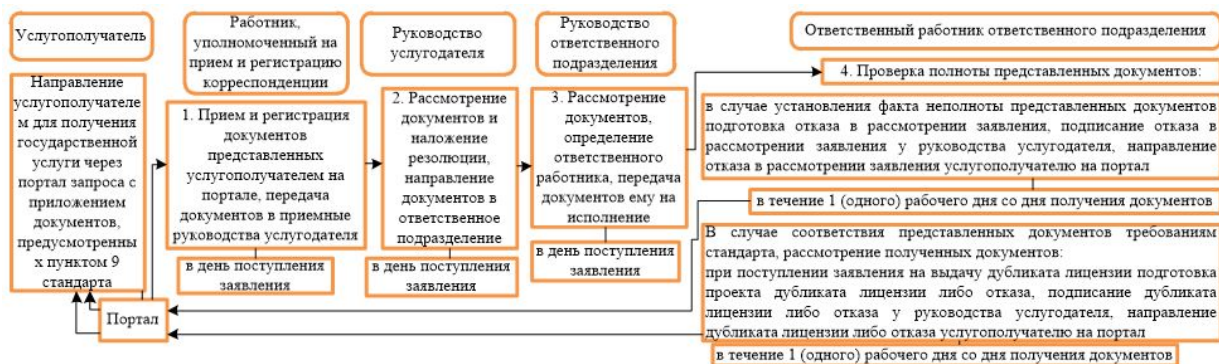 Услугополучатель
Работник,
уполномоченный на
прием и регистрацию
корреспонденции
Руководство
услугодателя
Руководство
ответственного
подразделения
Ответственный работник ответственного подразделения
Направление
услугополучателе
м для получения
государственной
услуги через
портал запроса с
приложением
документов,
предусмотренны
х пунктом 9
стандарта
1. Прием и регистрация
документов
представленных
услугополучателем на
портале, передача
документов в приемные
руководства услугодателя
в день поступления
заявления
2. Рассмотрение
документов и
наложение
резолюции,
направление
документов в
ответственное
подразделение
в день поступления
заявления
3. Рассмотрение
документов,
определение
ответственного
работника, передача
документов ему на
исполнение
в день поступления
заявления
4. Проверка полноты представленных документов:
в случае установления факта неполноты представленных документов
подготовка отказа в рассмотрении заявления, подписание отказа в
рассмотрении заявления у руководства услугодателя, направление
отказа в рассмотрении заявления услугополучателю на портал
в течение 1 (одного) рабочего дня со дня получения документов
В случае соответствия представленных документов требованиям
стандарта, рассмотрение полученных документов:
при поступлении заявления на выдачу дубликата лицензии подготовка
проекта дубликата лицензии либо отказа, подписание дубликата
лицензии либо отказа у руководства услугодателя, направление
дубликата лицензии либо отказа услугополучателю на портал
в течение 1 (одного) рабочего дня со дня получения документов
Портал